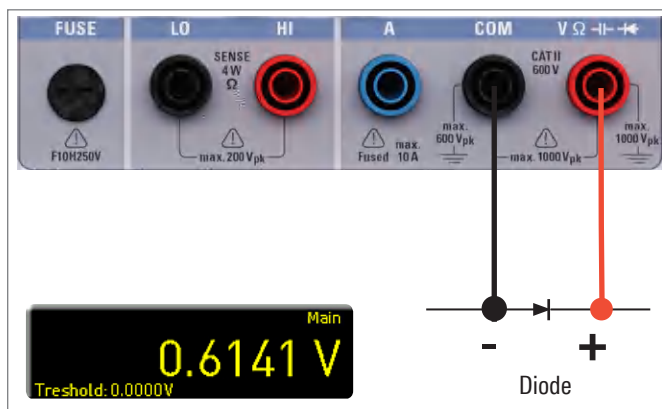 FUSE LO HI A COM V Ω
SENSE
4W
Ω
CAT II
600 V
F10H250V
max. 200 Vpk
Fused max.
10 A
max.
600 Vpk
max. 1000 Vpk
max.
1000 Vpk
Main
0.6141 V
Treshold: 0.0000V
- +
Diode